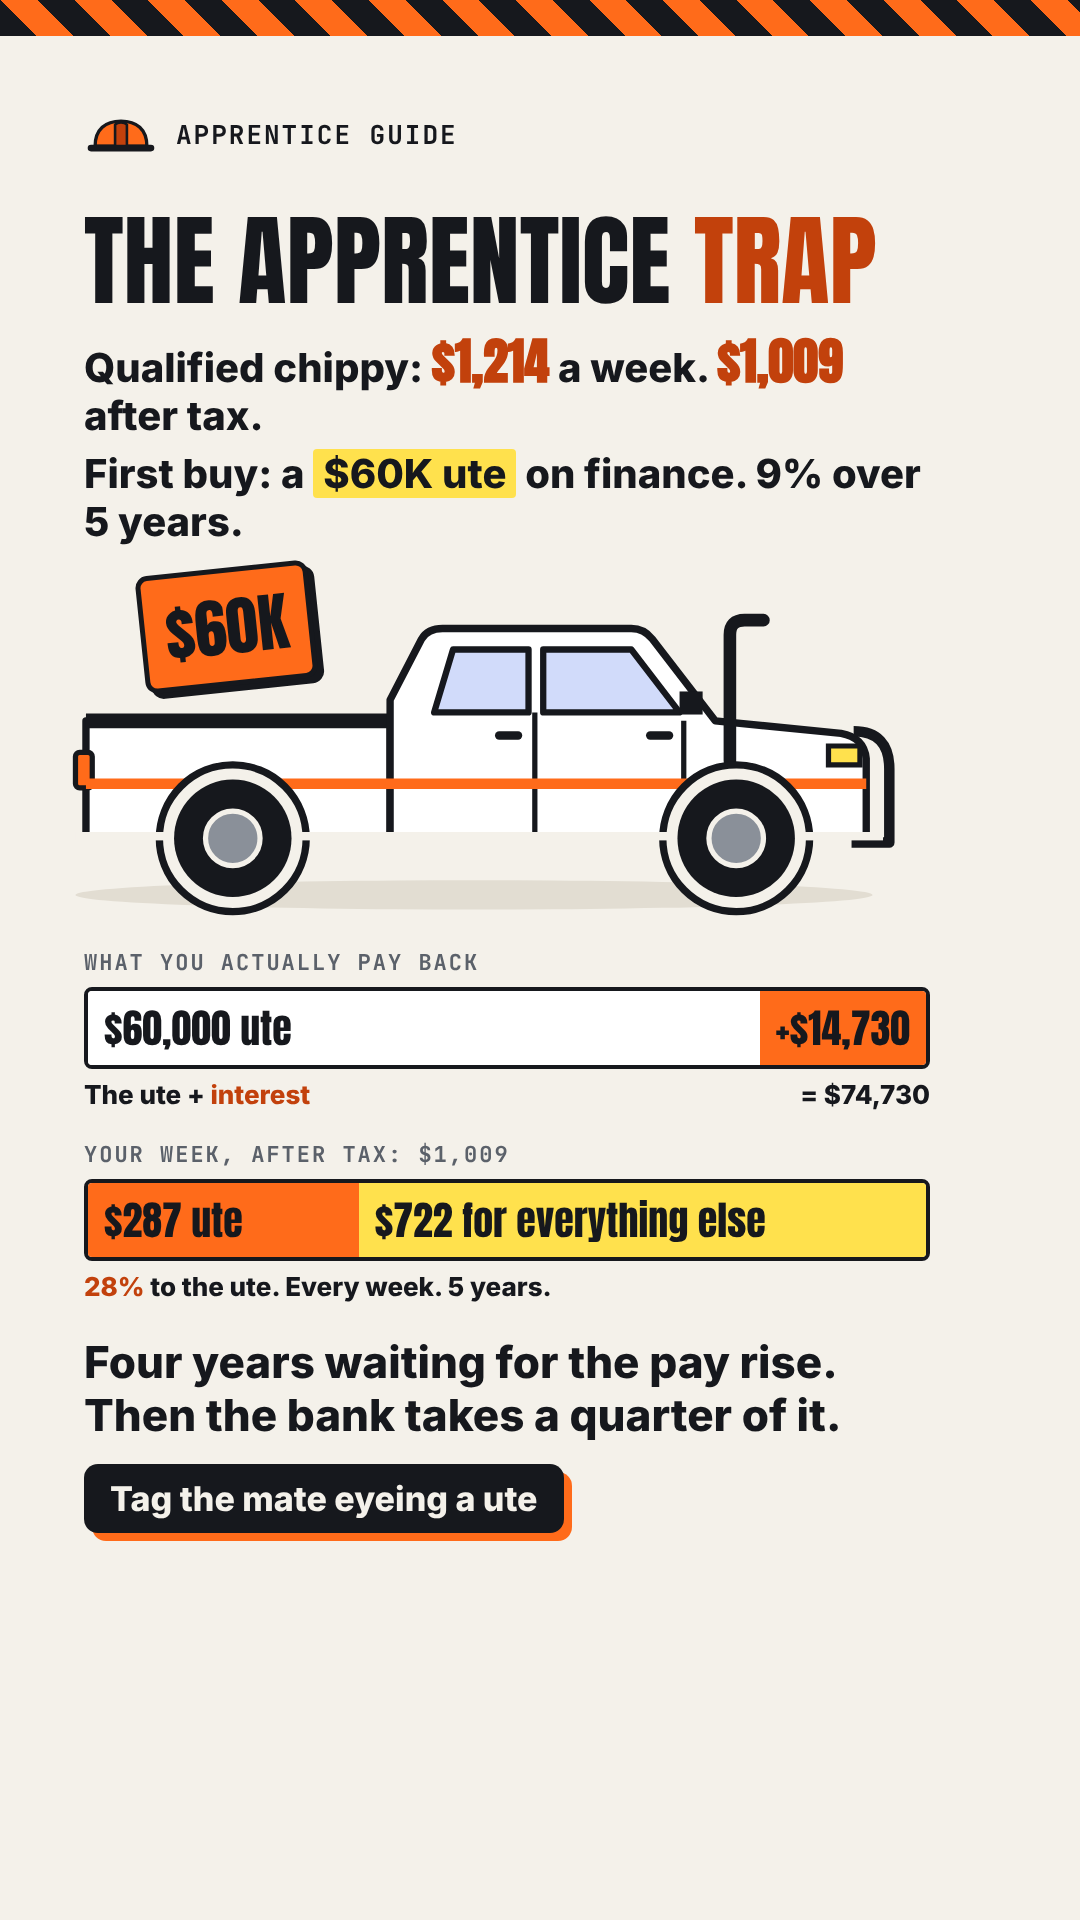 APPRENTICE GUIDE
THE APPRENTICE TRAP
Qualified chippy: $1,214 a week. $1,009
after tax.
First buy: a $60K ute on finance. 9% over
5 years.
$60K
WHAT YOU ACTUALLY PAY BACK
$60,000 ute +$14,730
The ute + interest = $74,730
YOUR WEEK, AFTER TAX: $1,009
$287 ute $722 for everything else
28% to the ute. Every week. 5 years.
Four years waiting for the pay rise.
Then the bank takes a quarter of it.
Tag the mate eyeing a ute